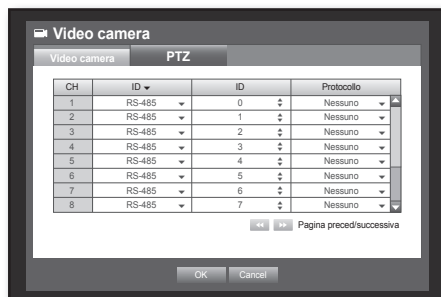 Video camera
Video camera PTZ
CH ID ID Protocollo
1 RS-485 0 Nessuno
2 RS-485 1 Nessuno
3 RS-485 2 Nessuno
4 RS-485 3 Nessuno
5 RS-485 4 Nessuno
6 RS-485 5 Nessuno
7 RS-485 6 Nessuno
8 RS-485 7 Nessuno
Pagina preced/successiva
OK Cancel